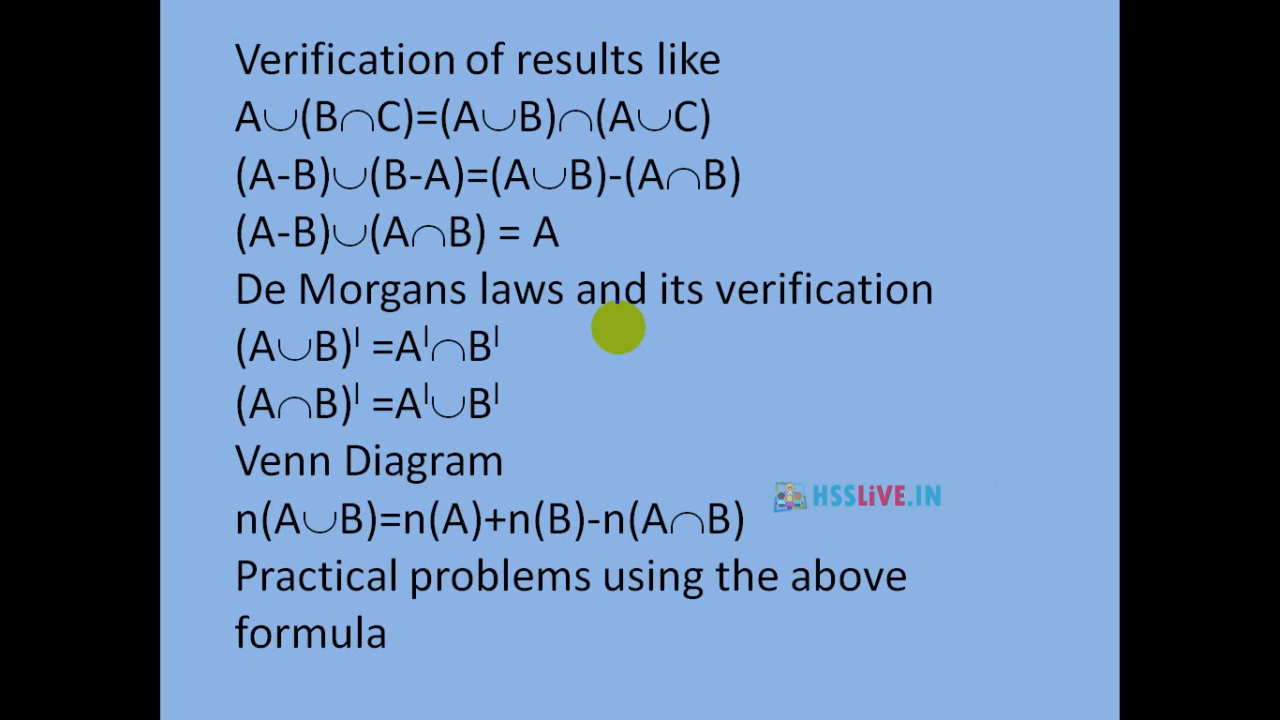 Verification of results like
A∪(B∩C)=(A∪B)∩(A∪C)
(A-B)∪(B-A)=(A∪B)-(A∩B)
(A-B)∪(A∩B) = A
De Morgans laws and its verification
(A∪B)ˡ =Aˡ∩Bˡ
(A∩B)ˡ =Aˡ∪Bˡ
Venn Diagram
HSSLiVE.IN
n(A∪B)=n(A)+n(B)-n(A∩B)
Practical problems using the above
formula